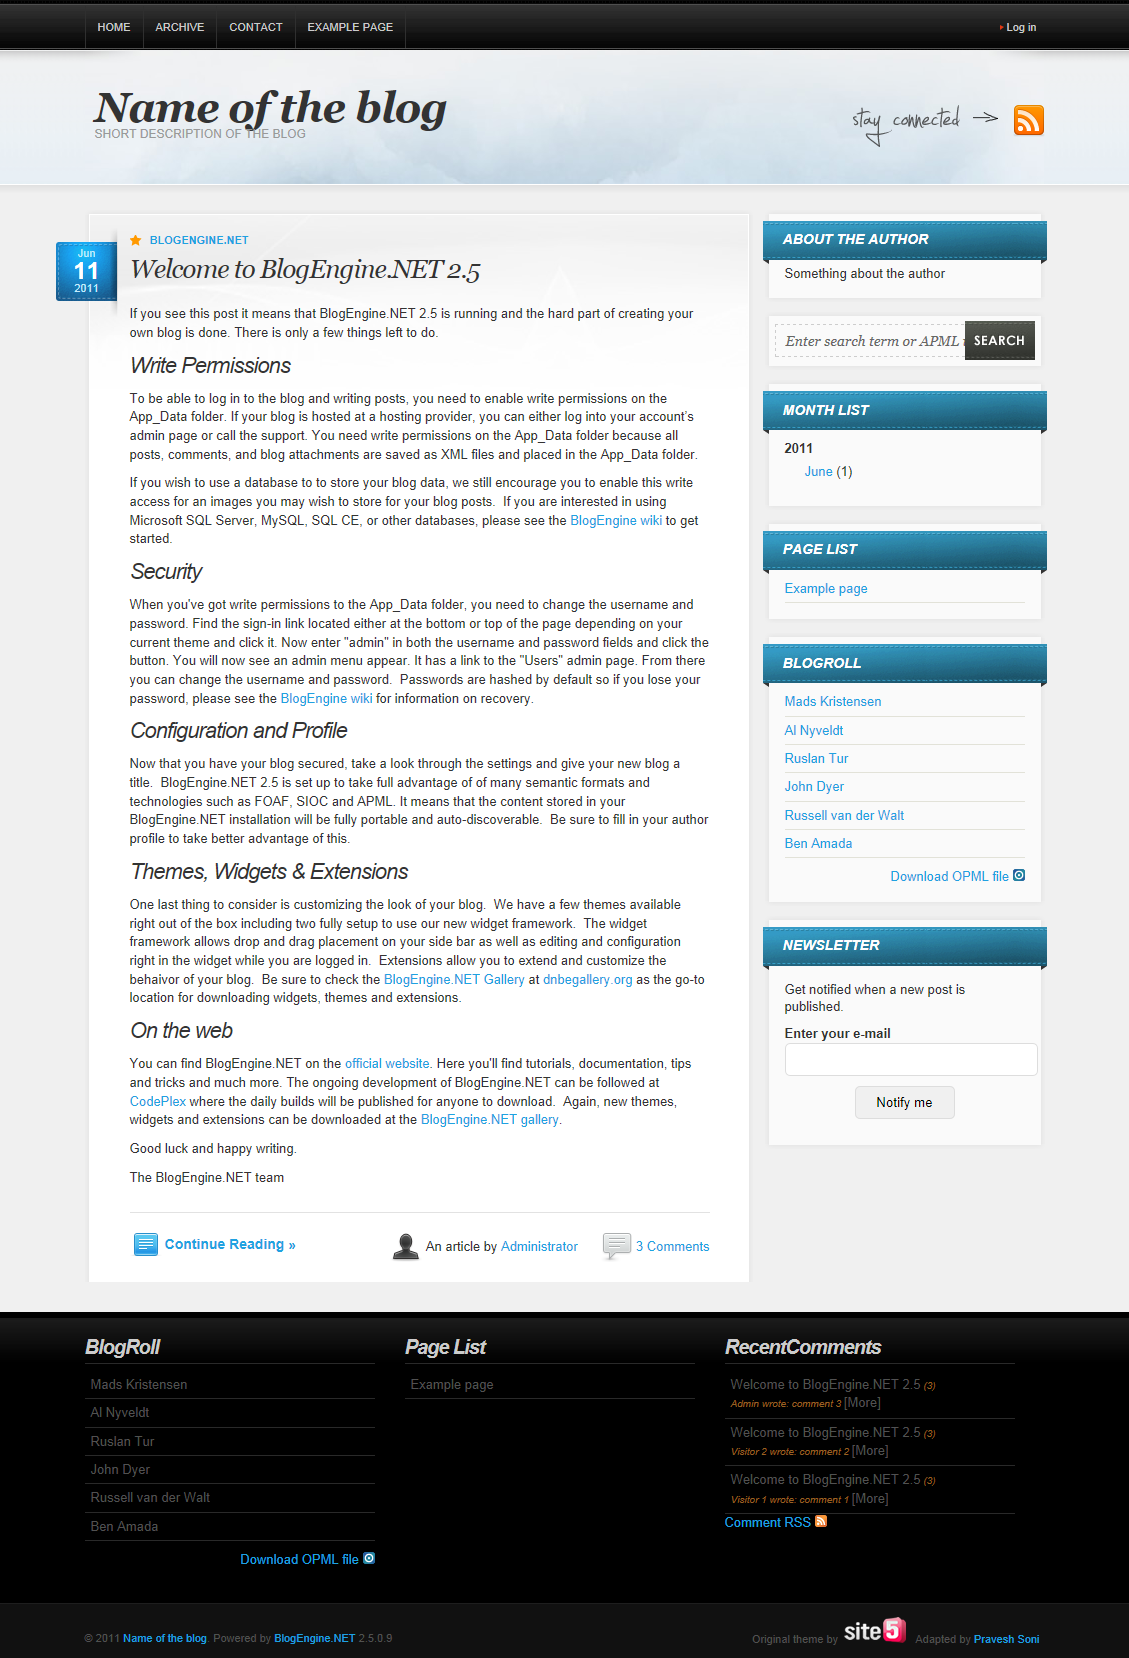 HOME ARCHIVE CONTACT EXAMPLE PAGE Log in
Name of the blog
SHORT DESCRIPTION OF THE BLOG
stay connected
Jun
11
2011
BLOGENGINE.NET
Welcome to BlogEngine.NET 2.5
If you see this post it means that BlogEngine.NET 2.5 is running and the hard part of creating your
own blog is done. There is only a few things left to do.
Write Permissions
To be able to log in to the blog and writing posts, you need to enable write permissions on the
App_Data folder. If your blog is hosted at a hosting provider, you can either log into your account's
admin page or call the support. You need write permissions on the App_Data folder because all
posts, comments, and blog attachments are saved as XML files and placed in the App_Data folder.
If you wish to use a database to to store your blog data, we still encourage you to enable this write
access for an images you may wish to store for your blog posts.  If you are interested in using
Microsoft SQL Server, MySQL, SQL CE, or other databases, please see the BlogEngine wiki to get
started.
Security
When you've got write permissions to the App_Data folder, you need to change the username and
password. Find the sign-in link located either at the bottom or top of the page depending on your
current theme and click it. Now enter "admin" in both the username and password fields and click the
button. You will now see an admin menu appear. It has a link to the "Users" admin page. From there
you can change the username and password.  Passwords are hashed by default so if you lose your
password, please see the BlogEngine wiki for information on recovery.
Configuration and Profile
Now that you have your blog secured, take a look through the settings and give your new blog a
title.  BlogEngine.NET 2.5 is set up to take full advantage of of many semantic formats and
technologies such as FOAF, SIOC and APML. It means that the content stored in your
BlogEngine.NET installation will be fully portable and auto-discoverable.  Be sure to fill in your author
profile to take better advantage of this.
Themes, Widgets & Extensions
One last thing to consider is customizing the look of your blog.  We have a few themes available
right out of the box including two fully setup to use our new widget framework.  The widget
framework allows drop and drag placement on your side bar as well as editing and configuration
right in the widget while you are logged in.  Extensions allow you to extend and customize the
behaivor of your blog.  Be sure to check the BlogEngine.NET Gallery at dnbegallery.org as the go-to
location for downloading widgets, themes and extensions.
On the web
You can find BlogEngine.NET on the official website. Here you'll find tutorials, documentation, tips
and tricks and much more. The ongoing development of BlogEngine.NET can be followed at
CodePlex where the daily builds will be published for anyone to download.  Again, new themes,
widgets and extensions can be downloaded at the BlogEngine.NET gallery.
Good luck and happy writing.
The BlogEngine.NET team
Continue Reading » An article by Administrator 3 Comments
ABOUT THE AUTHOR
Something about the author
Enter search term or APML SEARCH
MONTH LIST
2011
June (1)
PAGE LIST
Example page
BLOGROLL
Mads Kristensen
Al Nyveldt
Ruslan Tur
John Dyer
Russell van der Walt
Ben Amada
Download OPML file
NEWSLETTER
Get notified when a new post is
published.
Enter your e-mail
Notify me
BlogRoll
Mads Kristensen
Al Nyveldt
Ruslan Tur
John Dyer
Russell van der Walt
Ben Amada
Download OPML file
Page List
Example page
RecentComments
Welcome to BlogEngine.NET 2.5 (3)
Admin wrote: comment 3 [More]
Welcome to BlogEngine.NET 2.5 (3)
Visitor 2 wrote: comment 2 [More]
Welcome to BlogEngine.NET 2.5 (3)
Visitor 1 wrote: comment 1 [More]
Comment RSS
© 2011 Name of the blog. Powered by BlogEngine.NET 2.5.0.9
Original theme by site5 Adapted by Pravesh Soni